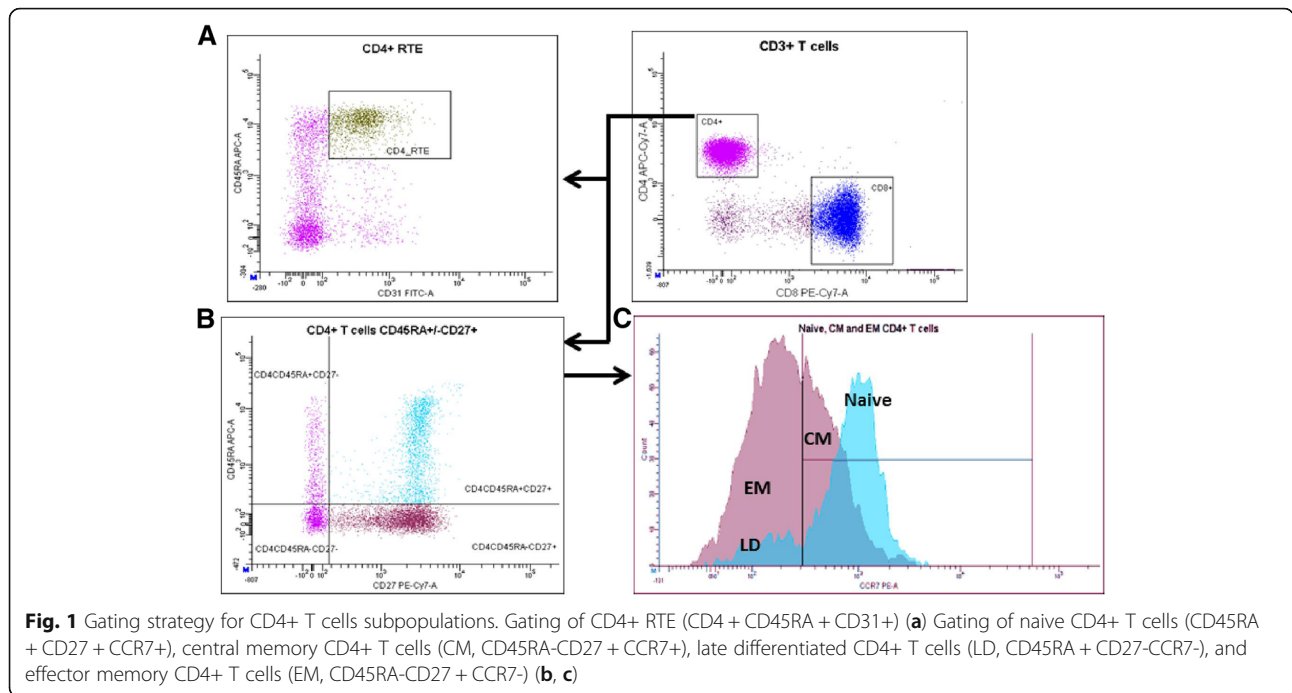 A
CD4+ RTE
CD45RA APC-A
CD4_RTE
CD31 FITC-A
CD3+ T cells
CD4 APC-Cy7-A
CD4+
CD8+
CD8 PE-Cy7-A
B
CD4+ T cells CD45RA+/-CD27+
CD45RA APC-A
CD4CD45RA+CD27-
CD4CD45RA+CD27+
CD4CD45RA-CD27-
CD4CD45RA-CD27+
CD27 PE-Cy7-A
C
Naive, CM and EM CD4+ T cells
Count
Naive
CM
EM
LD
CCR7 PE-A
Fig. 1 Gating strategy for CD4+ T cells subpopulations. Gating of CD4+ RTE (CD4 + CD45RA + CD31+) (a) Gating of naive CD4+ T cells (CD45RA
+ CD27 + CCR7+), central memory CD4+ T cells (CM, CD45RA-CD27 + CCR7+), late differentiated CD4+ T cells (LD, CD45RA + CD27-CCR7-), and
effector memory CD4+ T cells (EM, CD45RA-CD27 + CCR7-) (b, c)